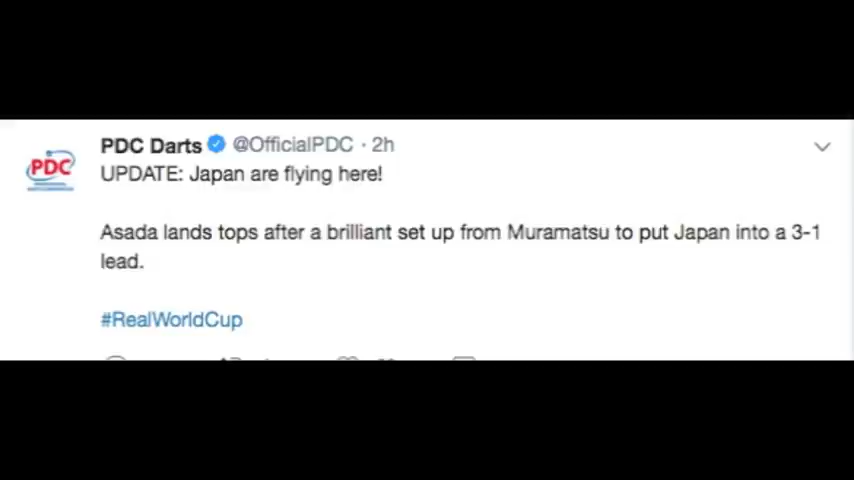 PDC
PDC Darts @OfficialPDC · 2h
UPDATE: Japan are flying here!
Asada lands tops after a brilliant set up from Muramatsu to put Japan into a 3-1
lead.
#RealWorldCup